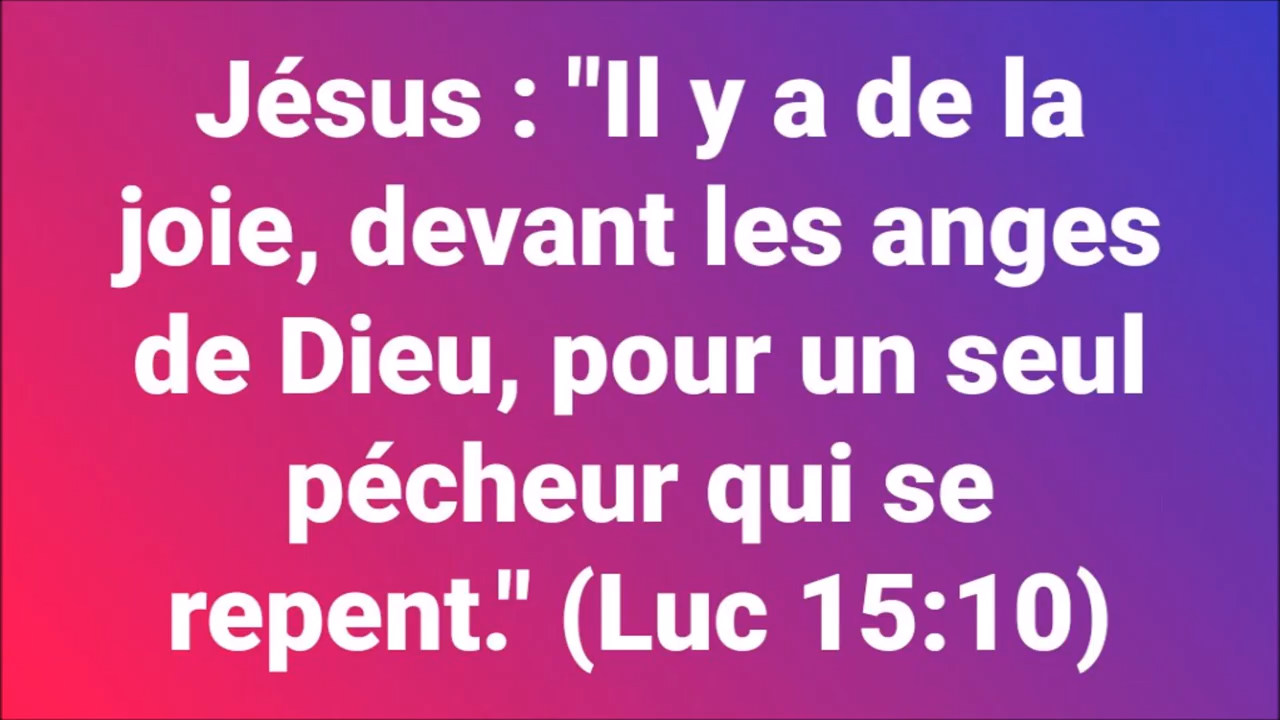 Jésus : "Il y a de la
joie, devant les anges
de Dieu, pour un seul
pécheur qui se
repent." (Luc 15:10)